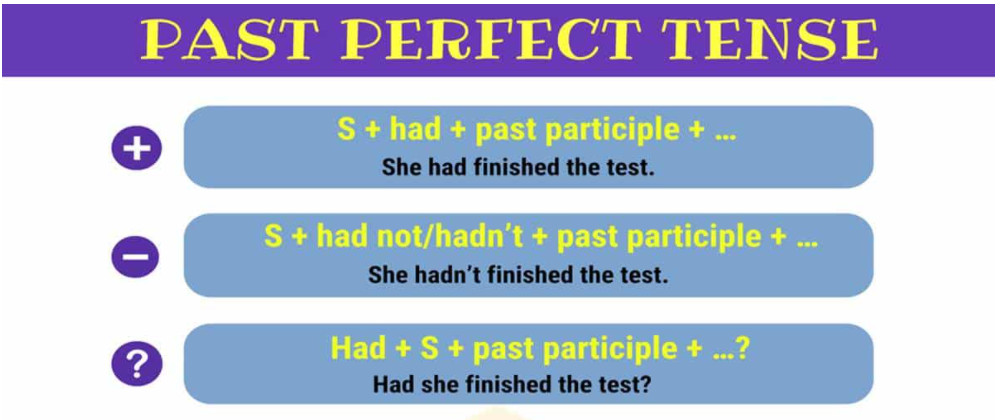 PAST PERFECT TENSE
+
S + had + past participle + ...
She had finished the test.
−
S + had not/hadn't + past participle + ...
She hadn't finished the test.
?
Had + S + past participle + ...?
Had she finished the test?